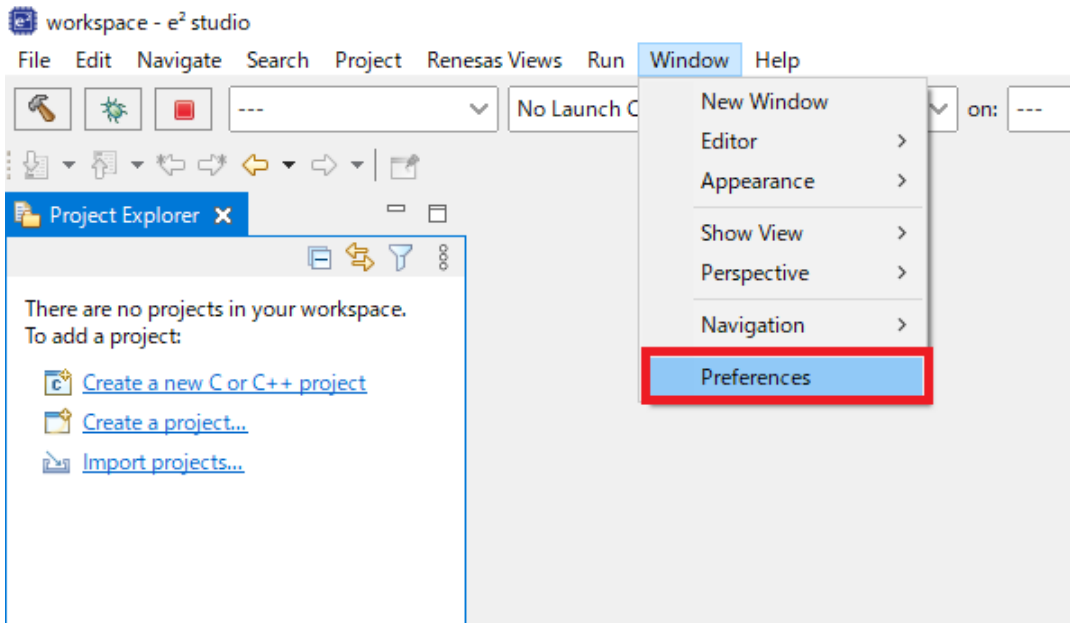 workspace - e² studio
File Edit Navigate Search Project Renesas Views Run Window Help
--- No Launch C on: ---
New Window
Editor
Appearance
Show View
Perspective
Navigation
Preferences
Project Explorer
There are no projects in your workspace.
To add a project:
Create a new C or C++ project
Create a project...
Import projects...